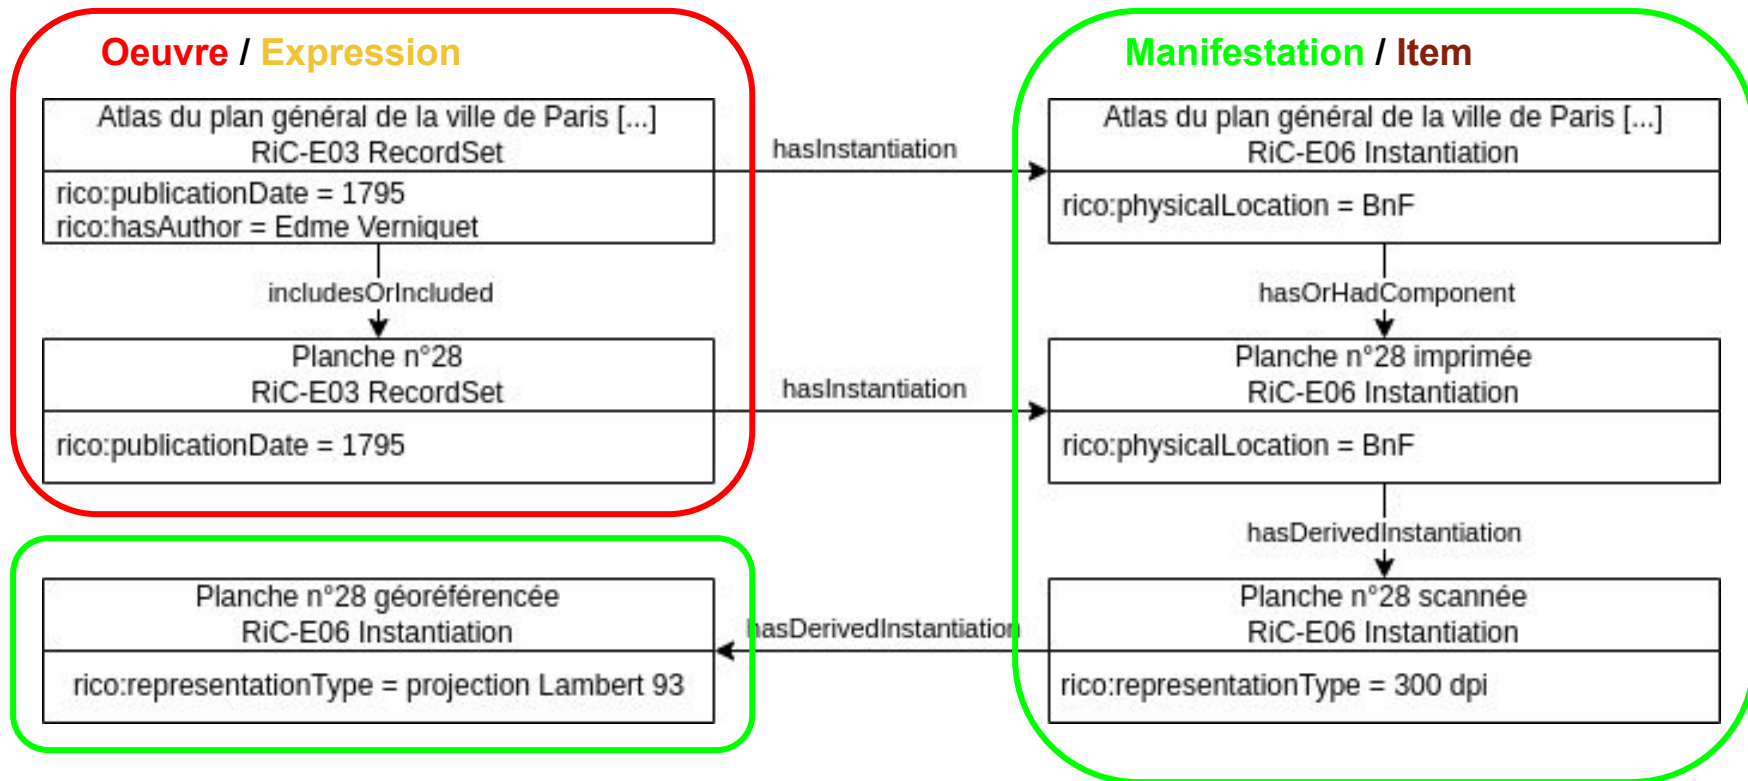 Oeuvre / Expression
Manifestation / Item
Atlas du plan général de la ville de Paris [...]
RiC-E03 RecordSet
rico:publicationDate = 1795
rico:hasAuthor = Edme Verniquet
hasInstantiation
Atlas du plan général de la ville de Paris [...]
RiC-E06 Instantiation
rico:physicalLocation = BnF
includesOrIncluded
hasOrHadComponent
Planche n°28
RiC-E03 RecordSet
rico:publicationDate = 1795
hasInstantiation
Planche n°28 imprimée
RiC-E06 Instantiation
rico:physicalLocation = BnF
hasDerivedInstantiation
Planche n°28 géoréférencée
RiC-E06 Instantiation
rico:representationType = projection Lambert 93
hasDerivedInstantiation
Planche n°28 scannée
RiC-E06 Instantiation
rico:representationType = 300 dpi